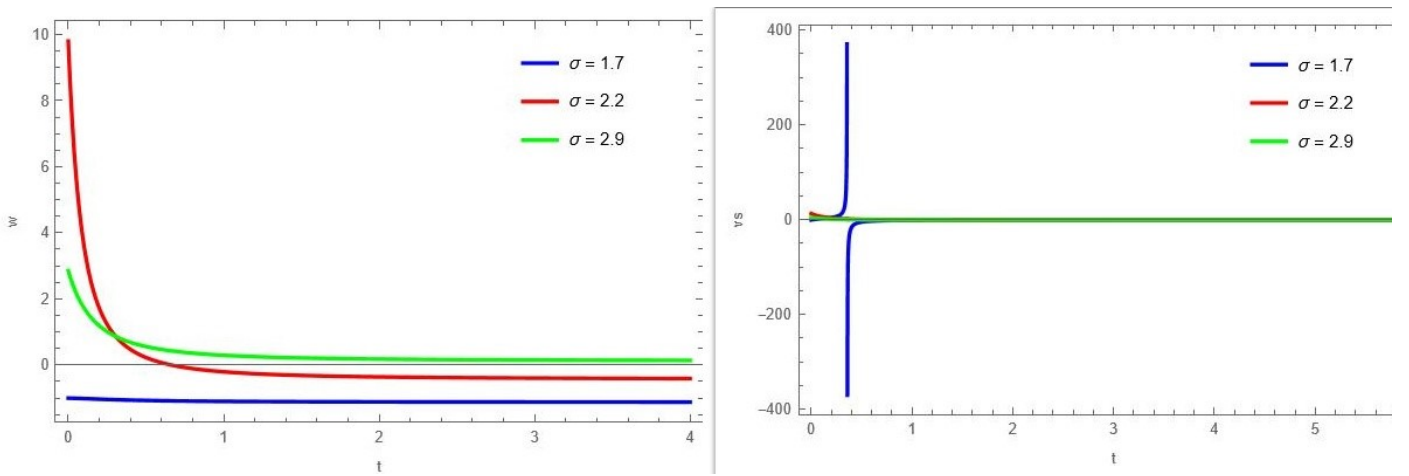 10
8
6
4
2
0
w
0 1 2 3 4
t
σ = 1.7
σ = 2.2
σ = 2.9
400
200
0
−200
−400
vs
0 1 2 3 4 5
t
σ = 1.7
σ = 2.2
σ = 2.9